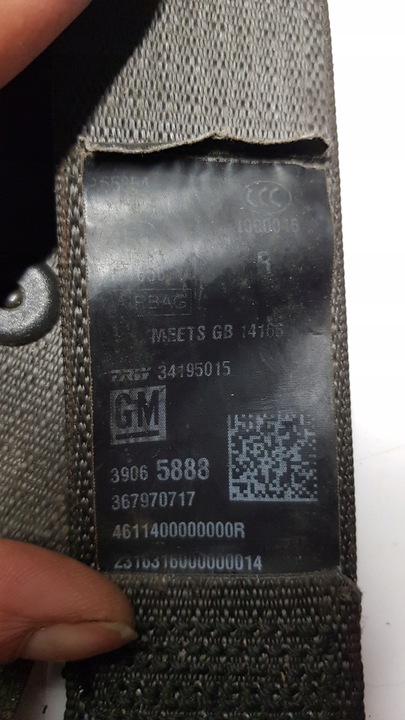 CCC
R
AIRBAG
MEETS GB 14166
TRW 34195015
GM
3906 5888
367970717
4611400000000R
2316316000000014